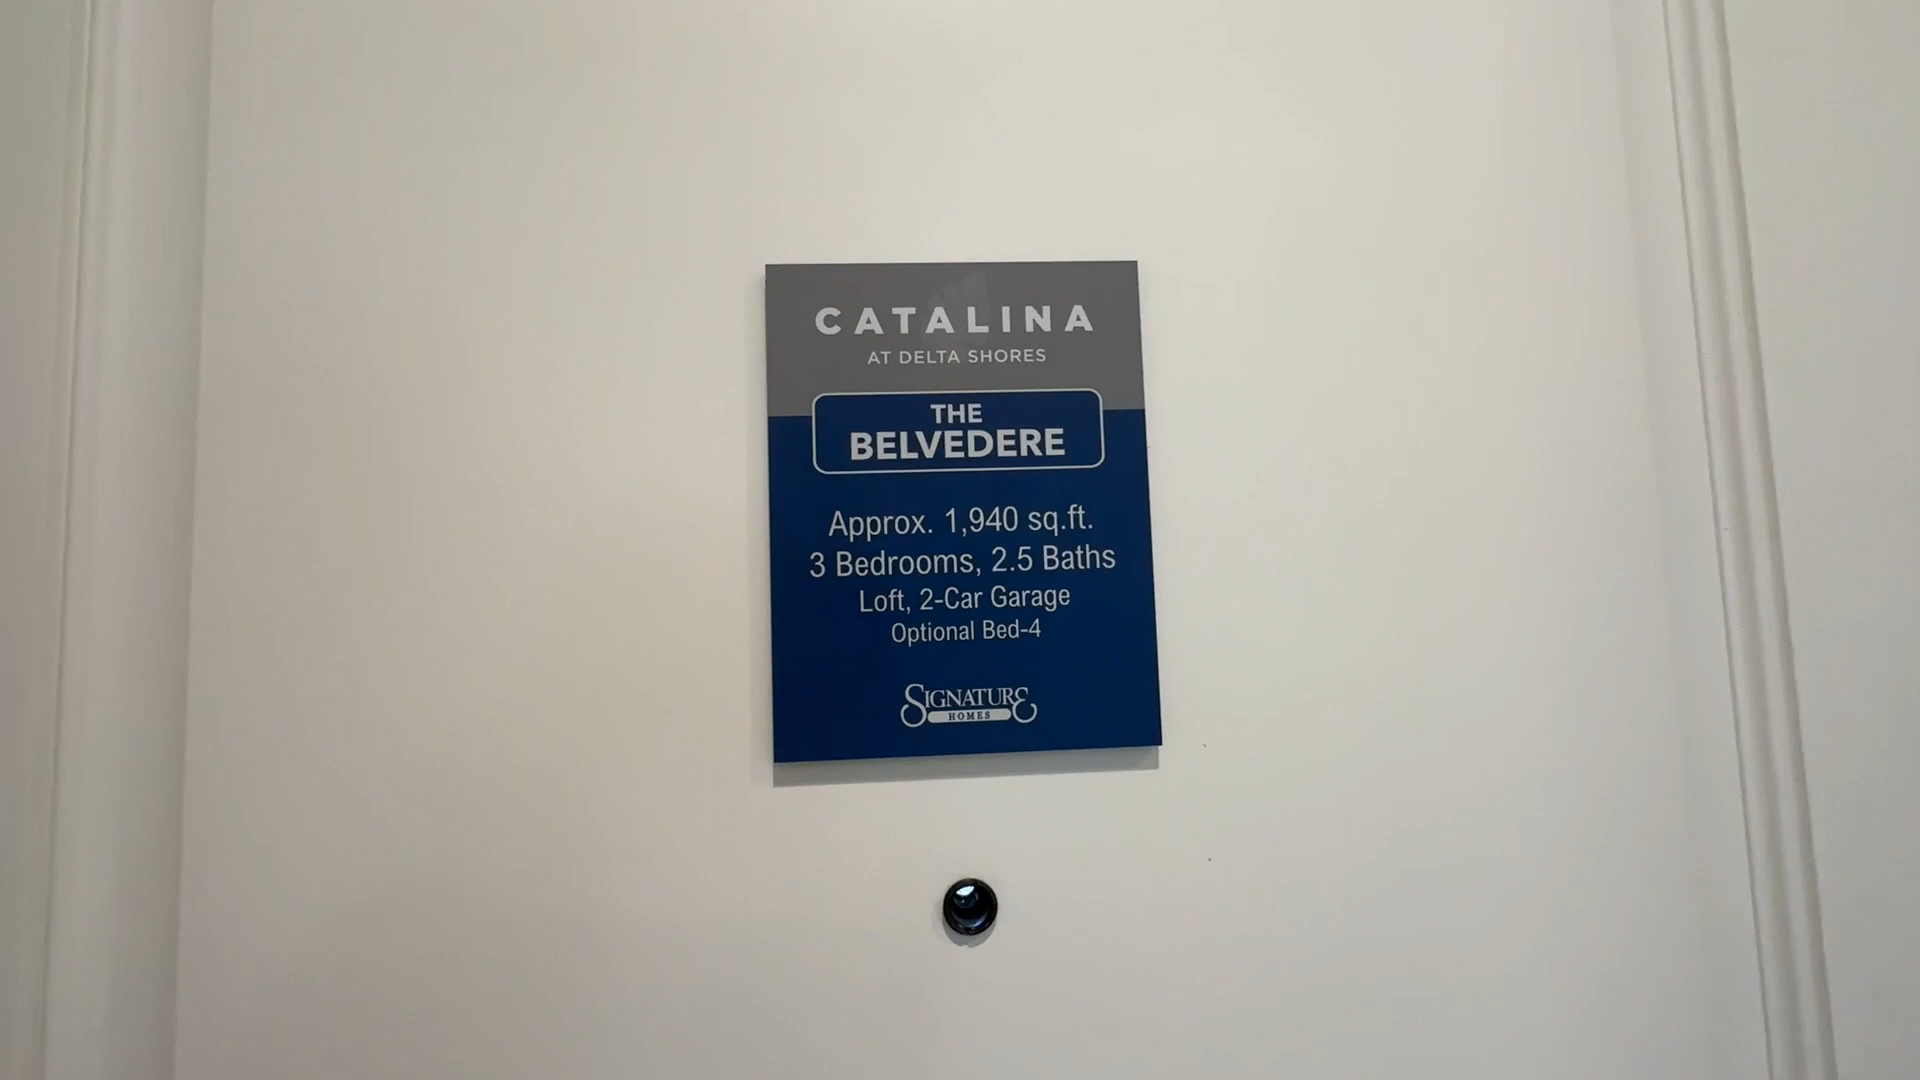 CATALINA
AT DELTA SHORES
THE
BELVEDERE
Approx. 1,940 sq.ft.
3 Bedrooms, 2.5 Baths
Loft, 2-Car Garage
Optional Bed-4
SIGNATURE
HOMES